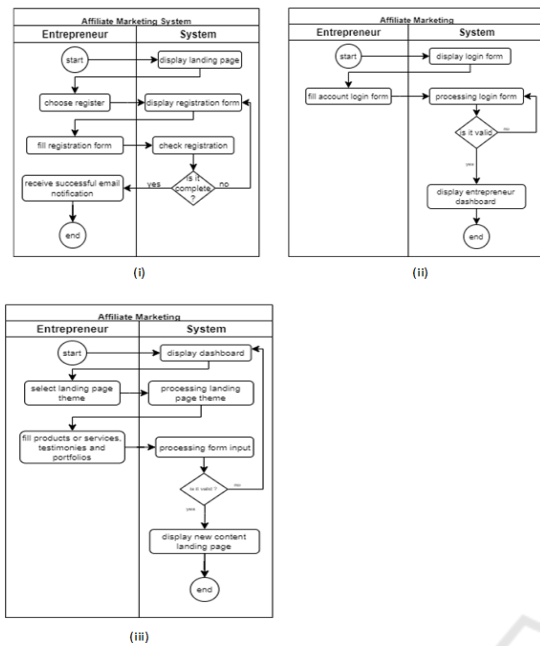 Affiliate Marketing System
Entrepreneur
System
start
display landing page
choose register
display registration form
fill registration form
check registration
receive successful email
notification
yes
is it
complete
?
no
end
(i)
Affiliate Marketing
Entrepreneur
System
start
display login form
fill account login form
processing login form
is it valid
no
yes
display entrepreneur
dashboard
end
(ii)
Affiliate Marketing
Entrepreneur
System
start
display dashboard
select landing page
theme
processing landing
page theme
fill products or services,
testimonies and
portfolios
processing form input
is it valid ?
no
yes
display new content
landing page
end
(iii)